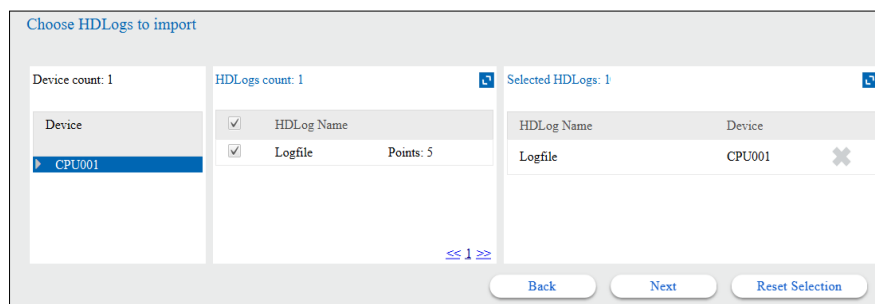 Choose HDLogs to import
Device count: 1
HDLogs count: 1
Selected HDLogs: 1
Device
HDLog Name
HDLog Name Device
CPU001
Logfile Points: 5
Logfile CPU001
<< 1 >>
Back Next Reset Selection